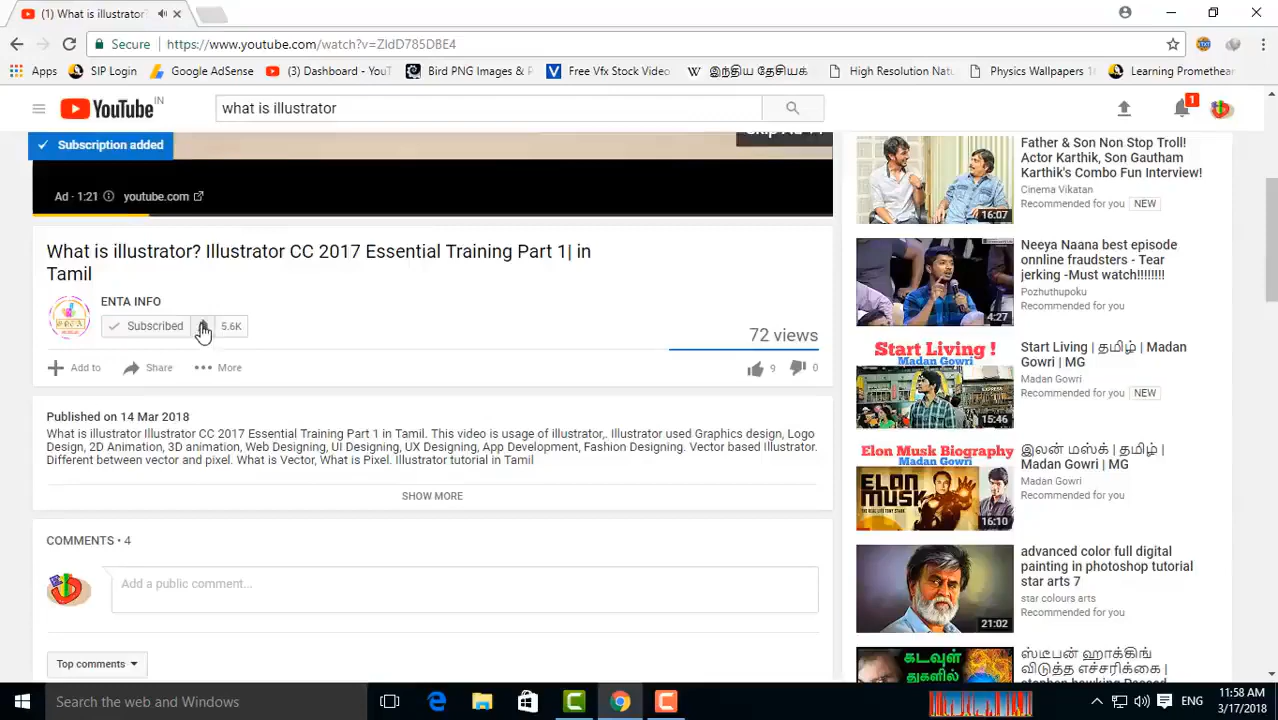 (1) What is illustrator
Secure
https://www.youtube.com/watch?v=ZIdD785DBE4
Apps
SIP Login
Google AdSense
(3) Dashboard - YouT
Bird PNG Images & P
Free Vfx Stock Video
இந்திய தேசியக்
High Resolution Natu
Physics Wallpapers 1
Learning Promethean
YouTube IN
what is illustrator
1
Subscription added
Ad · 1:21
youtube.com
What is illustrator? Illustrator CC 2017 Essential Training Part 1| in
Tamil
ENTA INFO
Subscribed
5.6K
72 views
Add to
Share
More
9
0
Published on 14 Mar 2018
What is illustrator Illustrator CC 2017 Essential Training Part 1 in Tamil. This video is usage of illustrator,. Illustrator used Graphics design, Logo
Design, 2D Animation, 3D animation, Web Designing, UI Designing, UX Designing, App Development, Fashion Designing. Vector based Illustrator.
Different between vector and pixel. What is Vector, What is Pixel. Illustrator tutorial in Tamil
SHOW MORE
COMMENTS • 4
Add a public comment...
Top comments
Father & Son Non Stop Troll!
Actor Karthik, Son Gautham
Karthik's Combo Fun Interview!
Cinema Vikatan
Recommended for you
NEW
16:07
Neeya Naana best episode
onnline fraudsters - Tear
jerking -Must watch!!!!!!!!
Pozhuthupoku
Recommended for you
4:27
Start Living !
Madan Gowri
15:46
Start Living | தமிழ் | Madan
Gowri | MG
Madan Gowri
Recommended for you
NEW
Elon Musk Biography
Madan Gowri
ELON
MUSK
16:10
இலன் மஸ்க் | தமிழ் |
Madan Gowri | MG
Madan Gowri
Recommended for you
advanced color full digital
painting in photoshop tutorial
star arts 7
star colours arts
Recommended for you
21:02
கடவுள்
துகளில்
ஸ்டீபன் ஹாக்கிங்
விடுத்த எச்சரிக்கை |
Search the web and Windows
ENG
11:58 AM
3/17/2018